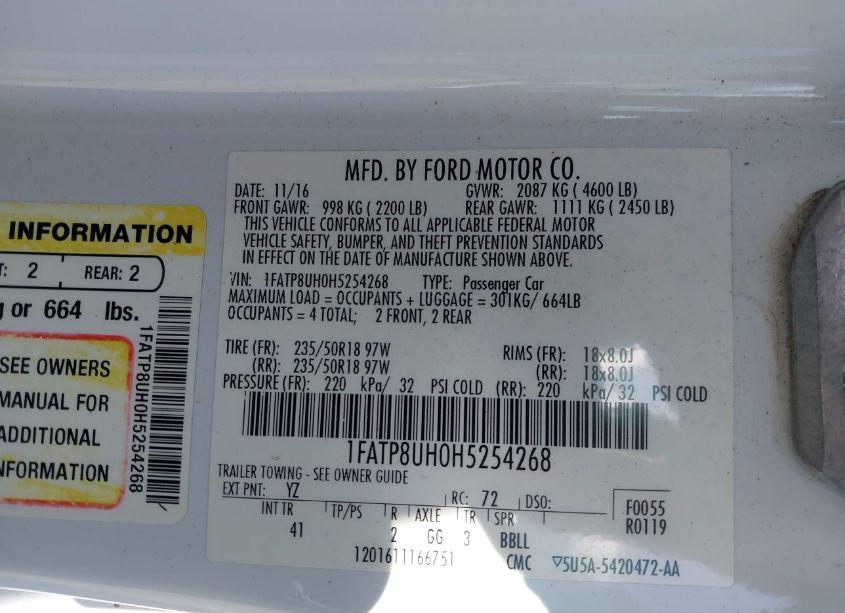 INFORMATION
T: 2 REAR: 2
g or 664 lbs.
SEE OWNERS
MANUAL FOR
ADDITIONAL
INFORMATION
1FATP8UH0H5254268
MFD. BY FORD MOTOR CO.
DATE: 11/16 GVWR: 2087 KG ( 4600 LB)
FRONT GAWR: 998 KG ( 2200 LB) REAR GAWR: 1111 KG ( 2450 LB)
THIS VEHICLE CONFORMS TO ALL APPLICABLE FEDERAL MOTOR
VEHICLE SAFETY, BUMPER, AND THEFT PREVENTION STANDARDS
IN EFFECT ON THE DATE OF MANUFACTURE SHOWN ABOVE.
VIN: 1FATP8UH0H5254268 TYPE: Passenger Car
MAXIMUM LOAD = OCCUPANTS + LUGGAGE = 301KG/ 664LB
OCCUPANTS = 4 TOTAL; 2 FRONT, 2 REAR
TIRE (FR): 235/50R18 97W RIMS (FR): 18x8.0J
(RR): 235/50R18 97W (RR): 18x8.0J
PRESSURE (FR): 220 kPa/ 32 PSI COLD (RR): 220 kPa/ 32 PSI COLD
1FATP8UH0H5254268
TRAILER TOWING - SEE OWNER GUIDE
EXT PNT: YZ RC: 72 DSO: F0055
INT TR TP/PS R AXLE TR SPR R0119
41 2 GG 3 BBLL
1201611166751 CMC ▽5U5A-5420472-AA